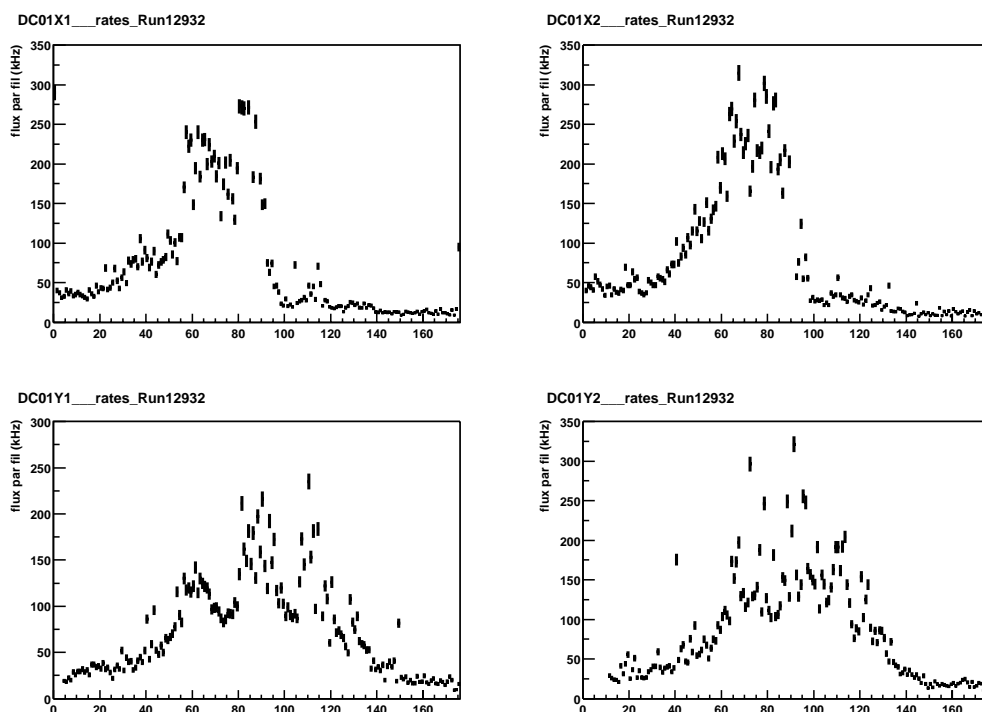 DC01X1___rates_Run12932
flux par fil (kHz)
350
300
250
200
150
100
50
0
0 20 40 60 80 100 120 140 160
DC01X2___rates_Run12932
flux par fil (kHz)
350
300
250
200
150
100
50
0
0 20 40 60 80 100 120 140 160
DC01Y1___rates_Run12932
flux par fil (kHz)
300
250
200
150
100
50
0
0 20 40 60 80 100 120 140 160
DC01Y2___rates_Run12932
flux par fil (kHz)
350
300
250
200
150
100
50
0
0 20 40 60 80 100 120 140 160